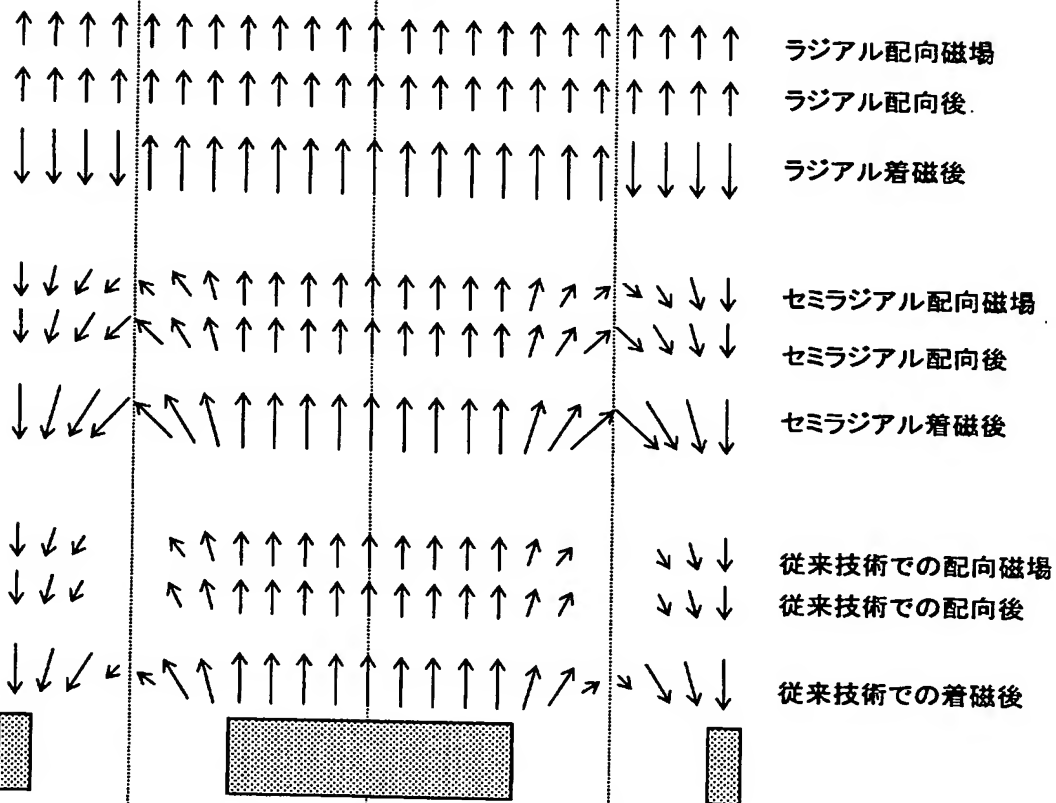 ラジアル配向磁場
ラジアル配向後
ラジアル着磁後
セミラジアル配向磁場
セミラジアル配向後
セミラジアル着磁後
従来技術での配向磁場
従来技術での配向後
従来技術での着磁後